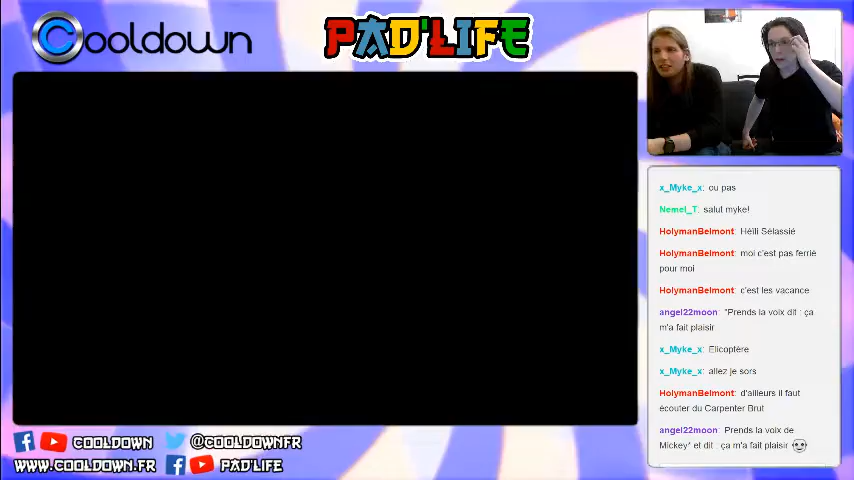 Cooldown
PAD'LIFE
x_Myke_x: ou pas
Nemel_T: salut myke!
HolymanBelmont: Héïli Sélassié
HolymanBelmont: moi c'est pas ferrié
pour moi
HolymanBelmont: c'est les vacance
angel22moon: "Prends la voix dit : ça
m'a fait plaisir
x_Myke_x: Elicoptère
x_Myke_x: allez je sors
HolymanBelmont: d'ailleurs il faut
écouter du Carpenter Brut
angel22moon: Prends la voix de
Mickey* et dit : ça m'a fait plaisir
COOLDOWN @COOLDOWNFR
WWW.COOLDOWN.FR PAD'LIFE